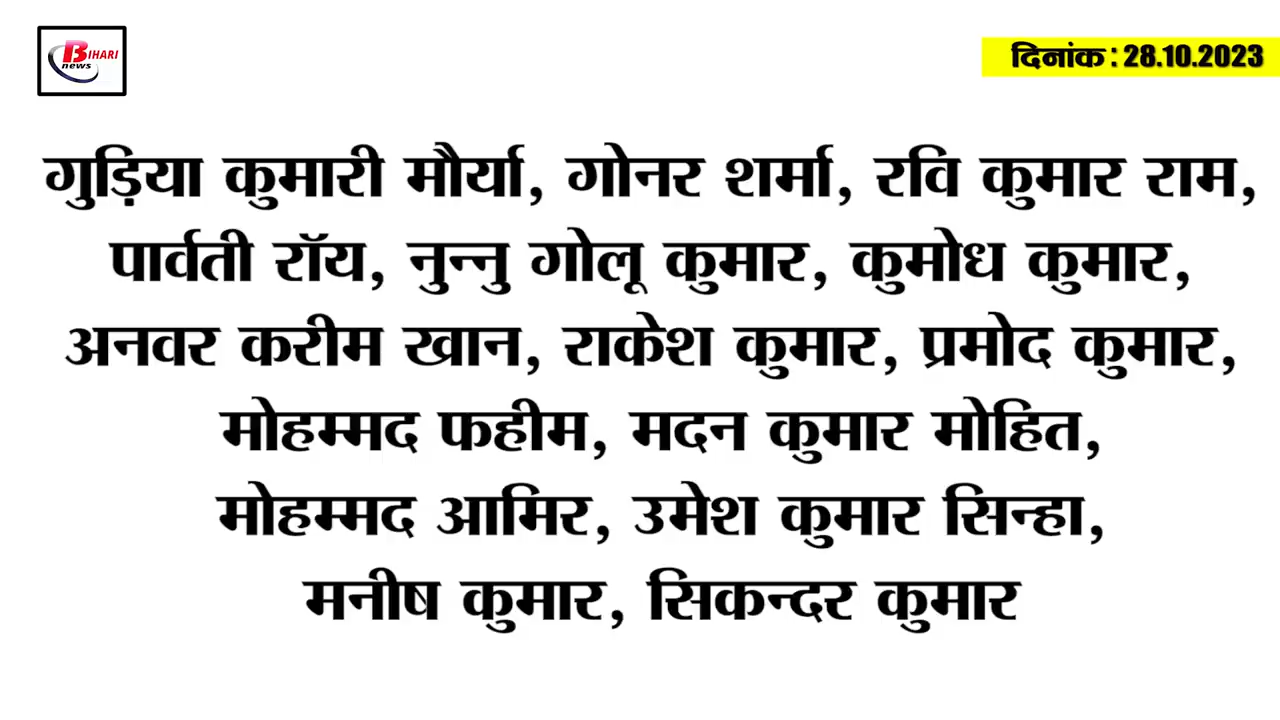 BIHARI
news
दिनांक : 28.10.2023
गुड़िया कुमारी मौर्या, गोनर शर्मा, रवि कुमार राम,
पार्वती रॉय, नुन्नु गोलू कुमार, कुमोध कुमार,
अनवर करीम खान, राकेश कुमार, प्रमोद कुमार,
मोहम्मद फहीम, मदन कुमार मोहित,
मोहम्मद आमिर, उमेश कुमार सिन्हा,
मनीष कुमार, सिकन्दर कुमार